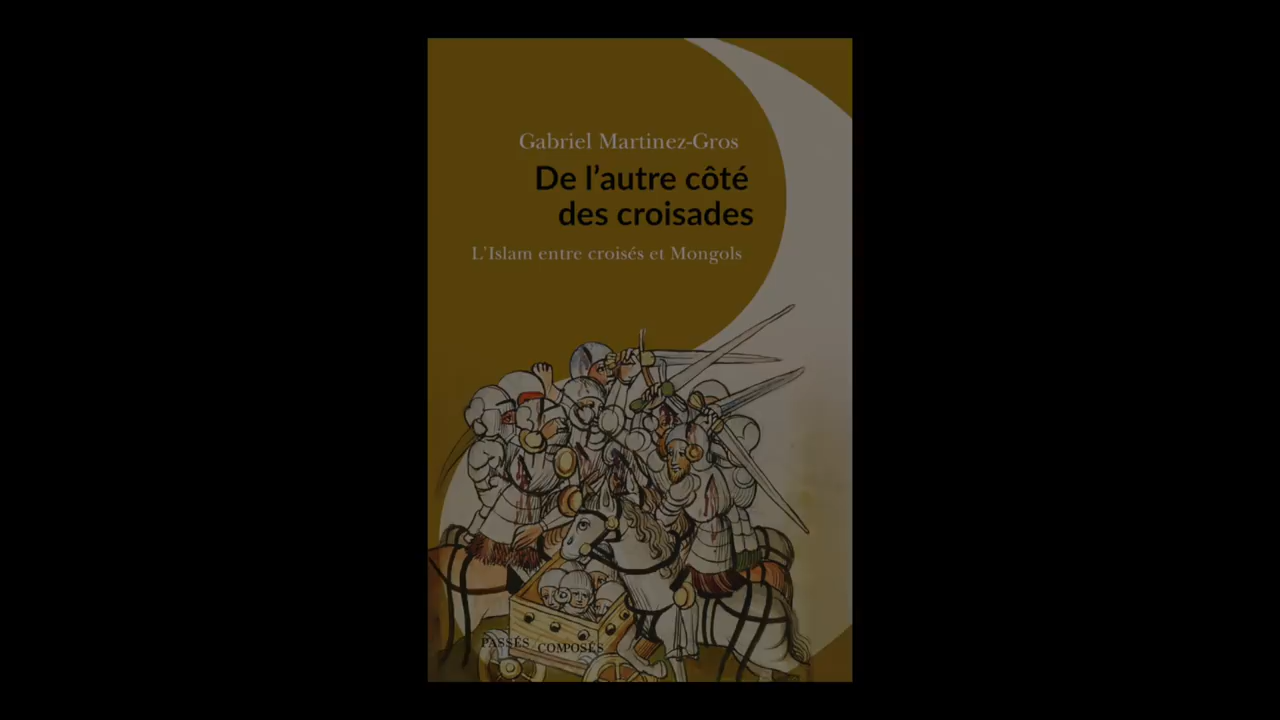 Gabriel Martinez-Gros
De l’autre côté
des croisades
L’Islam entre croisés et Mongols
PASSÉS COMPOSÉS